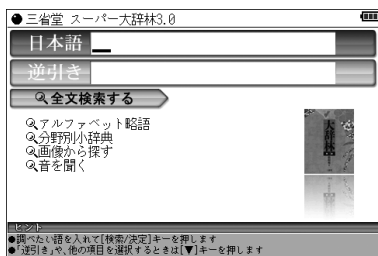 ●三省堂 スーパー大辞林3.0
日本語
逆引き
全文検索する
アルファベット略語
分野別小辞典
画像から探す
音を聞く
大辞林
ヒント
●調べたい語を入れて[検索/決定]キーを押します
●｢逆引き｣や、他の項目を選択するときは[▼]キーを押します